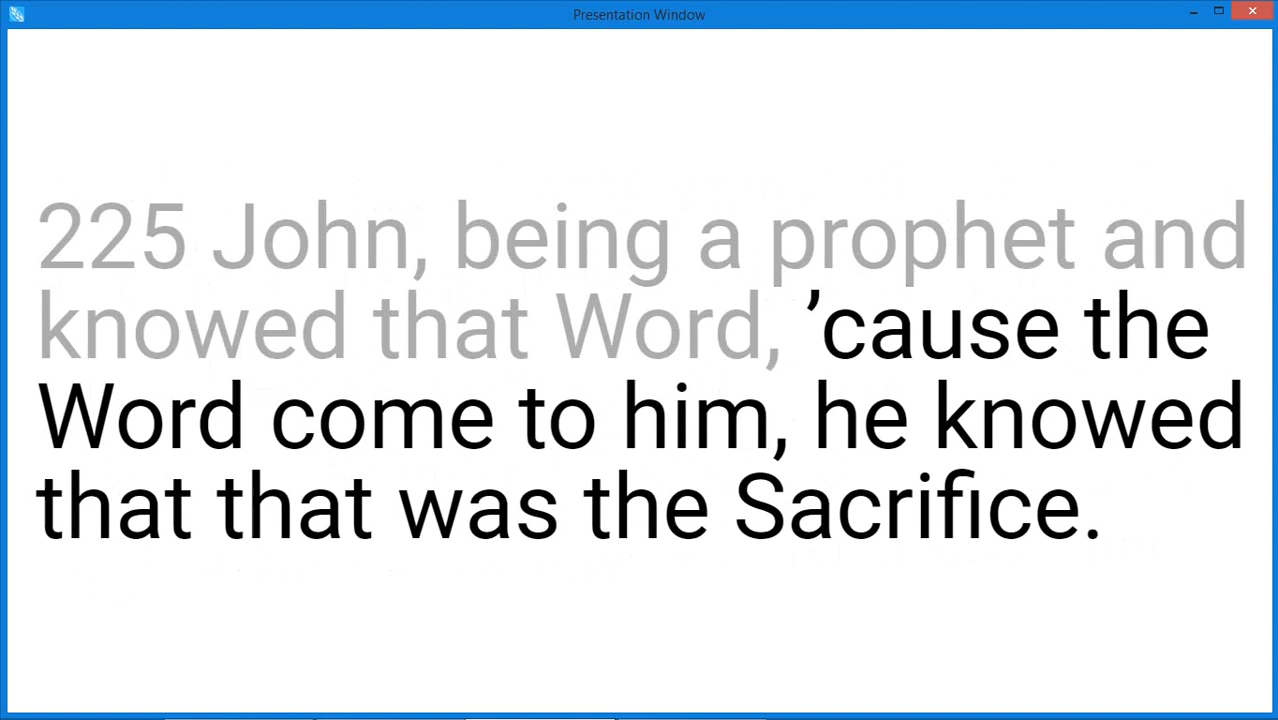 Presentation Window
225 John, being a prophet and
knowed that Word, ’cause the
Word come to him, he knowed
that that was the Sacrifice.